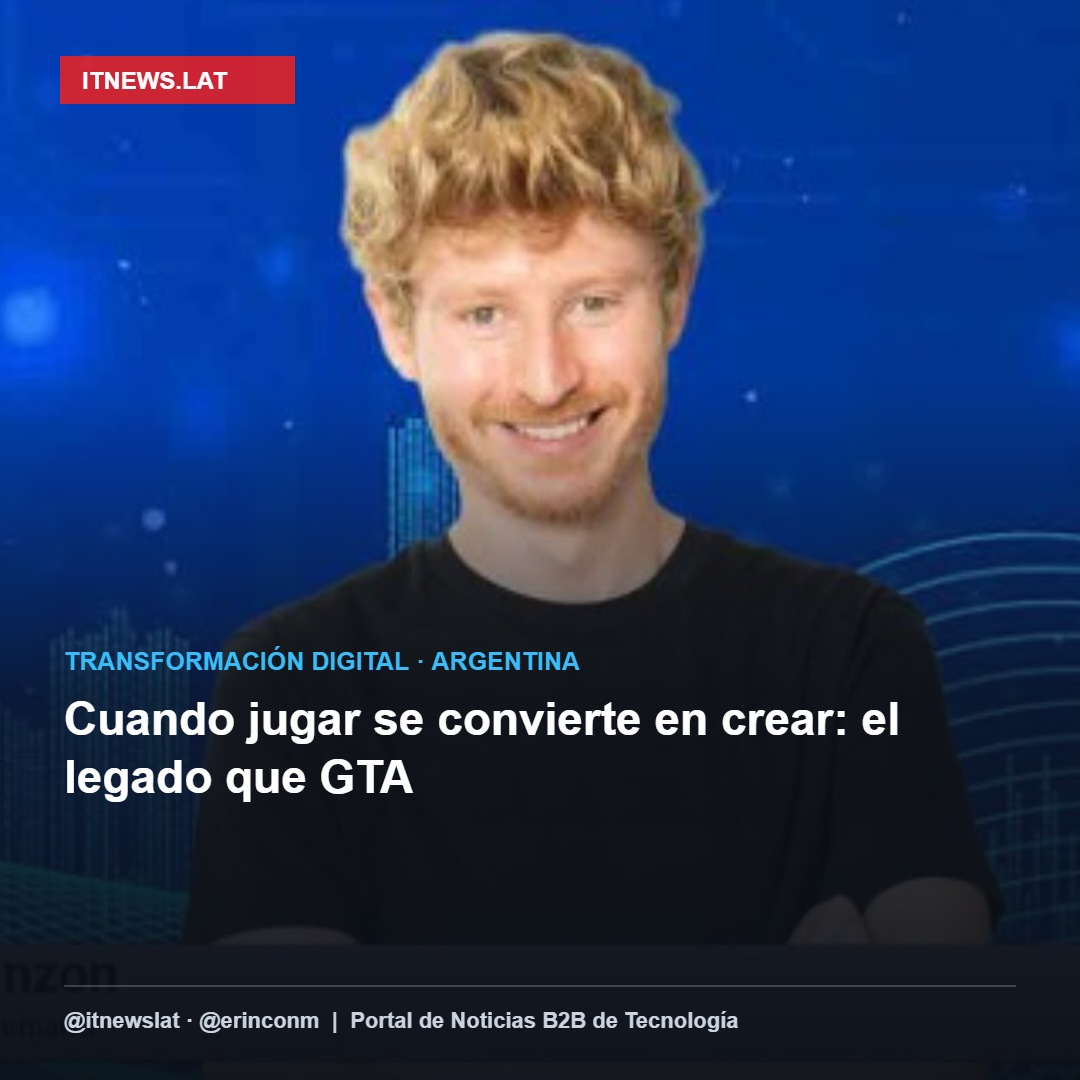 ITNEWS.LAT
TRANSFORMACIÓN DIGITAL · ARGENTINA
Cuando jugar se convierte en crear: el
legado que GTA
nzon
@itnewslat · @erinconm | Portal de Noticias B2B de Tecnología